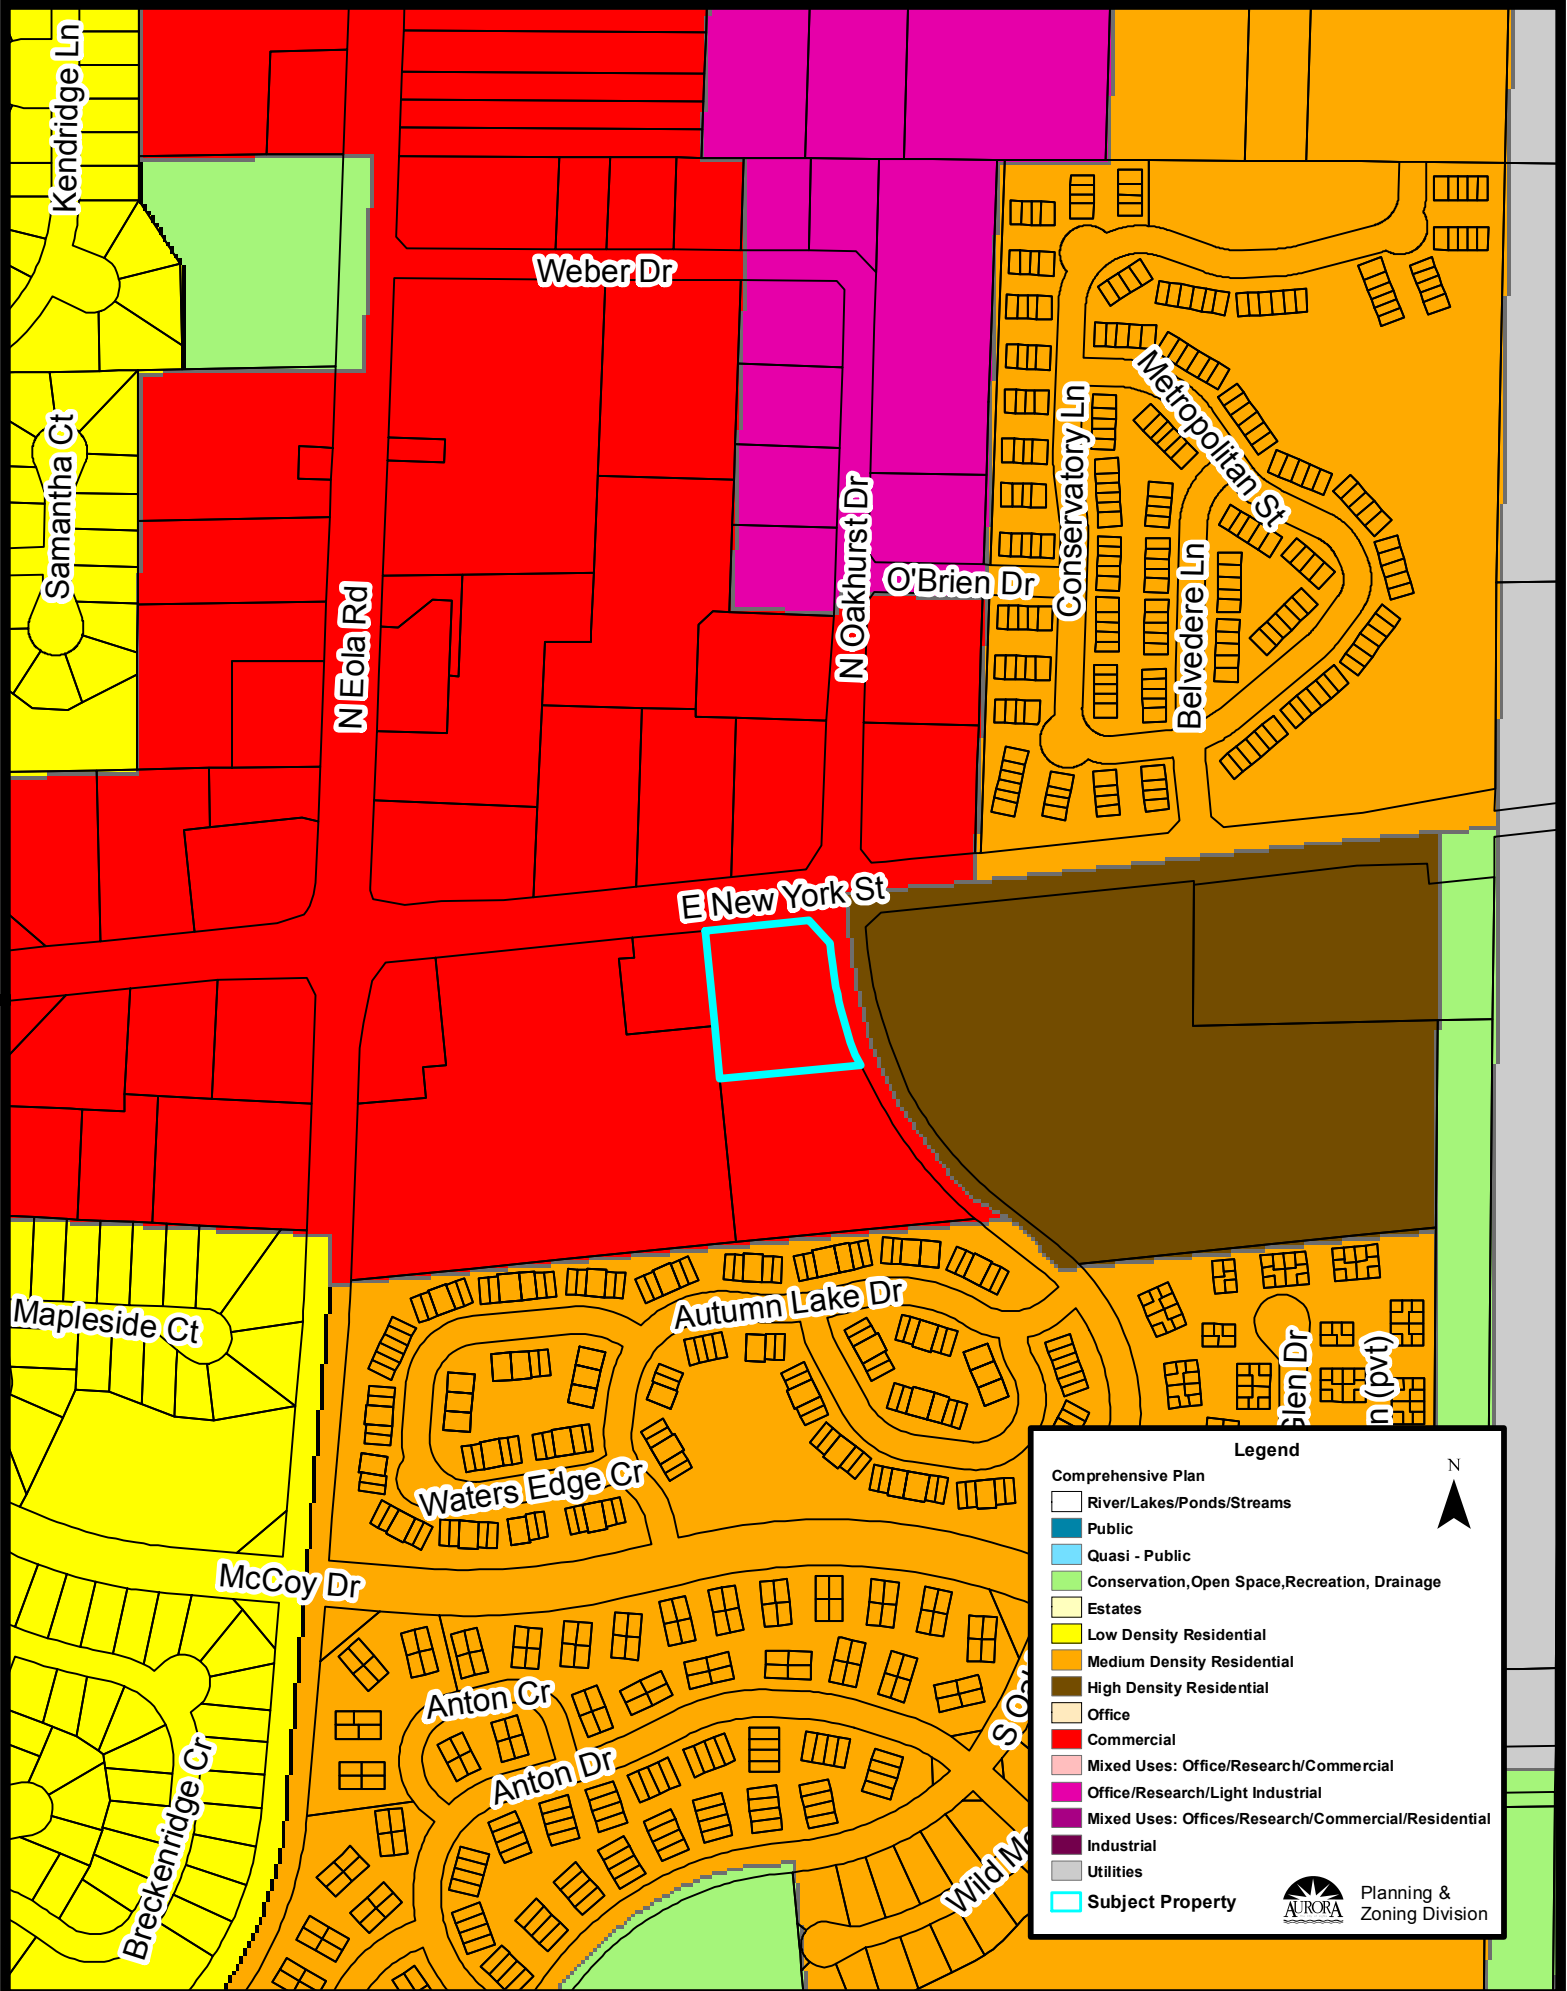 Kendridge Ln
Weber Dr
Samantha Ct
Metropolitan St
Conservatory Ln
N Oakhurst Dr
O'Brien Dr
Belvedere Ln
N Eola Rd
E New York St
Mapleside Ct
Autumn Lake Dr
Glen Dr
(pvt)
Waters Edge Cr
McCoy Dr
Anton Cr
Anton Dr
Breckenridge Cr
Wild
Legend
N
Comprehensive Plan
River/Lakes/Ponds/Streams
Public
Quasi - Public
Conservation,Open Space,Recreation, Drainage
Estates
Low Density Residential
Medium Density Residential
High Density Residential
Office
Commercial
Mixed Uses: Office/Research/Commercial
Office/Research/Light Industrial
Mixed Uses: Offices/Research/Commercial/Residential
Industrial
Utilities
Subject Property
AURORA
Planning &
Zoning Division